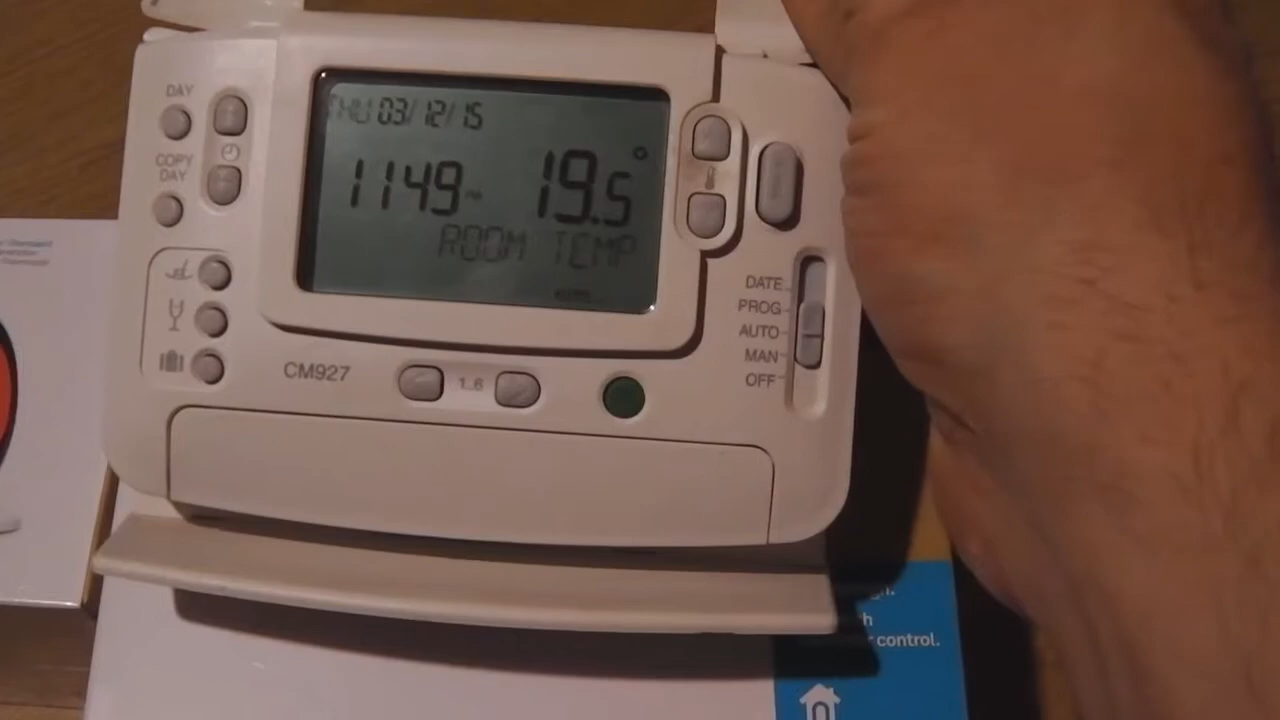 DAY
COPY
DAY
THU 03/12/15
1149 19.5°
ROOM TEMP
DATE
PROG
AUTO
MAN
OFF
CM927
1..6
control.